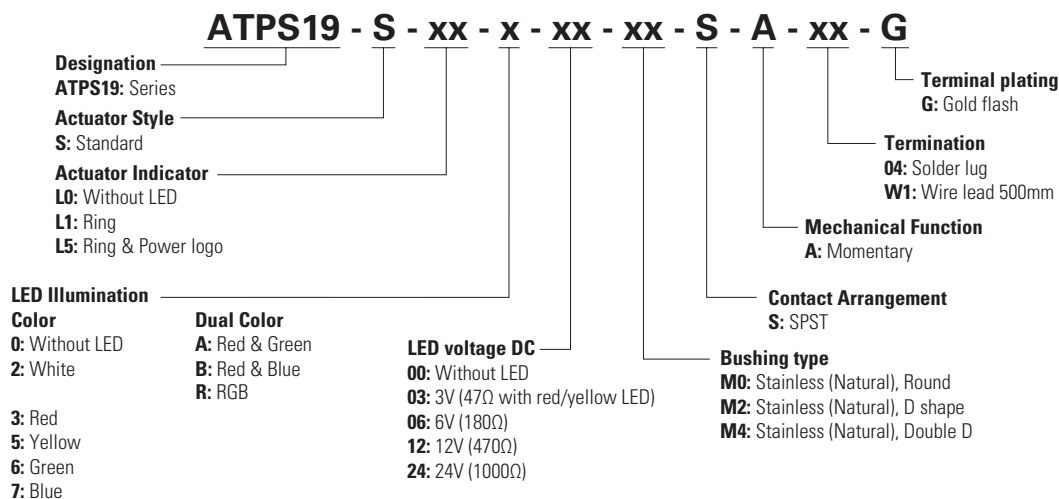 ATPS19 - S - xx - x - xx - xx - S - A - xx - G
Designation
ATPS19: Series
Actuator Style
S: Standard
Actuator Indicator
L0: Without LED
L1: Ring
L5: Ring & Power logo
LED Illumination
Color
0: Without LED
2: White
3: Red
5: Yellow
6: Green
7: Blue
Dual Color
A: Red & Green
B: Red & Blue
R: RGB
LED voltage DC
00: Without LED
03: 3V (47Ω with red/yellow LED)
06: 6V (180Ω)
12: 12V (470Ω)
24: 24V (1000Ω)
Bushing type
M0: Stainless (Natural), Round
M2: Stainless (Natural), D shape
M4: Stainless (Natural), Double D
Contact Arrangement
S: SPST
Mechanical Function
A: Momentary
Termination
04: Solder lug
W1: Wire lead 500mm
Terminal plating
G: Gold flash